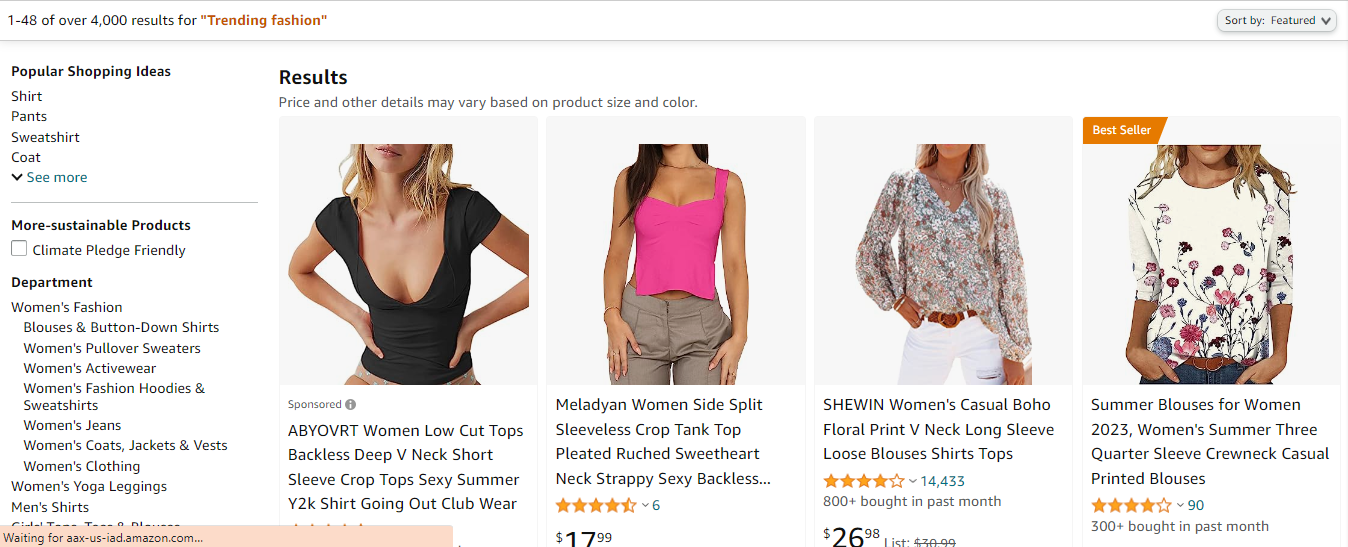 1-48 of over 4,000 results for "Trending fashion"
Sort by: Featured
Popular Shopping Ideas
Shirt
Pants
Sweatshirt
Coat
See more
More-sustainable Products
Climate Pledge Friendly
Department
Women's Fashion
Blouses & Button-Down Shirts
Women's Pullover Sweaters
Women's Activewear
Women's Fashion Hoodies &
Sweatshirts
Women's Jeans
Women's Coats, Jackets & Vests
Women's Clothing
Women's Yoga Leggings
Men's Shirts
Girls' Tops, Tees & Blouses
Waiting for aax-us-iad.amazon.com...
Results
Price and other details may vary based on product size and color.
Sponsored
ABYOVRT Women Low Cut Tops
Backless Deep V Neck Short
Sleeve Crop Tops Sexy Summer
Y2k Shirt Going Out Club Wear
Meladyan Women Side Split
Sleeveless Crop Tank Top
Pleated Ruched Sweetheart
Neck Strappy Sexy Backless...
6
$17 99
SHEWIN Women's Casual Boho
Floral Print V Neck Long Sleeve
Loose Blouses Shirts Tops
14,433
800+ bought in past month
$26 98 List: $30.99
Best Seller
Summer Blouses for Women
2023, Women's Summer Three
Quarter Sleeve Crewneck Casual
Printed Blouses
90
300+ bought in past month